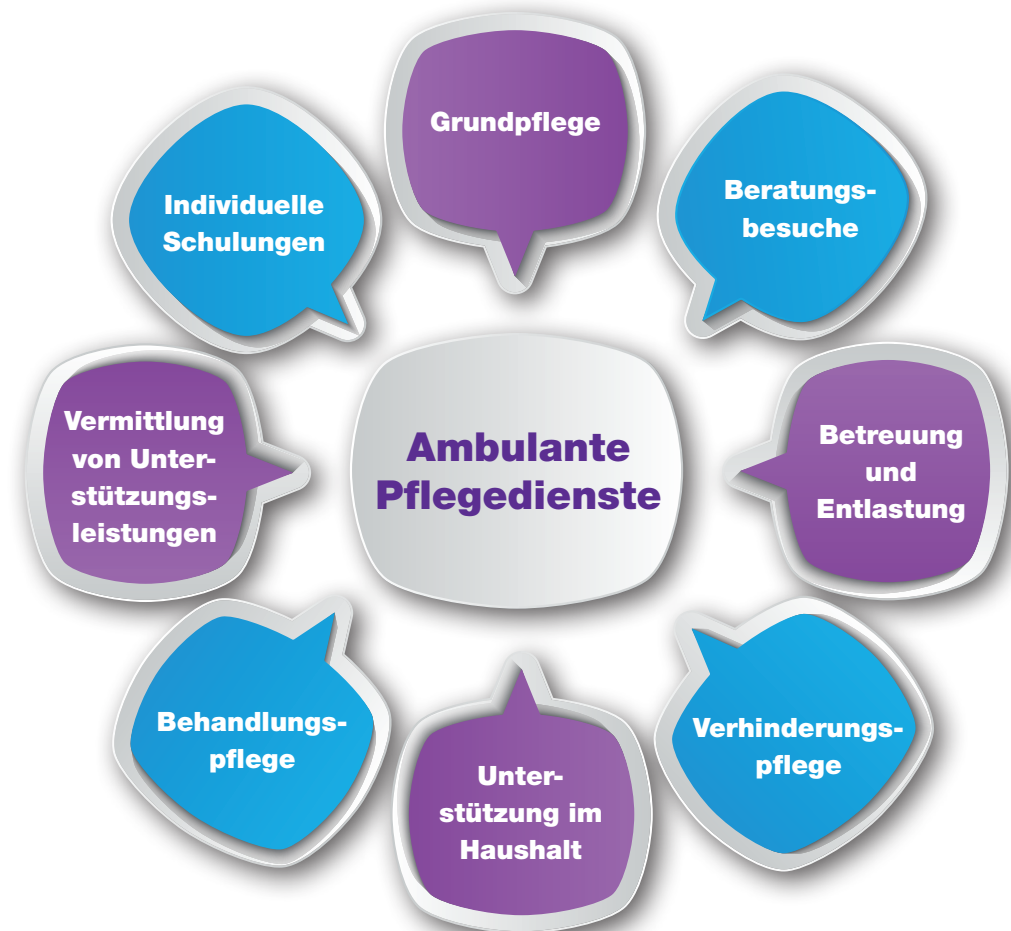 Grundpflege
Beratungs-
besuche
Betreuung
und
Entlastung
Verhinderungs-
pflege
Unter-
stützung im
Haushalt
Behandlungs-
pflege
Vermittlung
von Unter-
stützungs-
leistungen
Individuelle
Schulungen
Ambulante
Pflegedienste